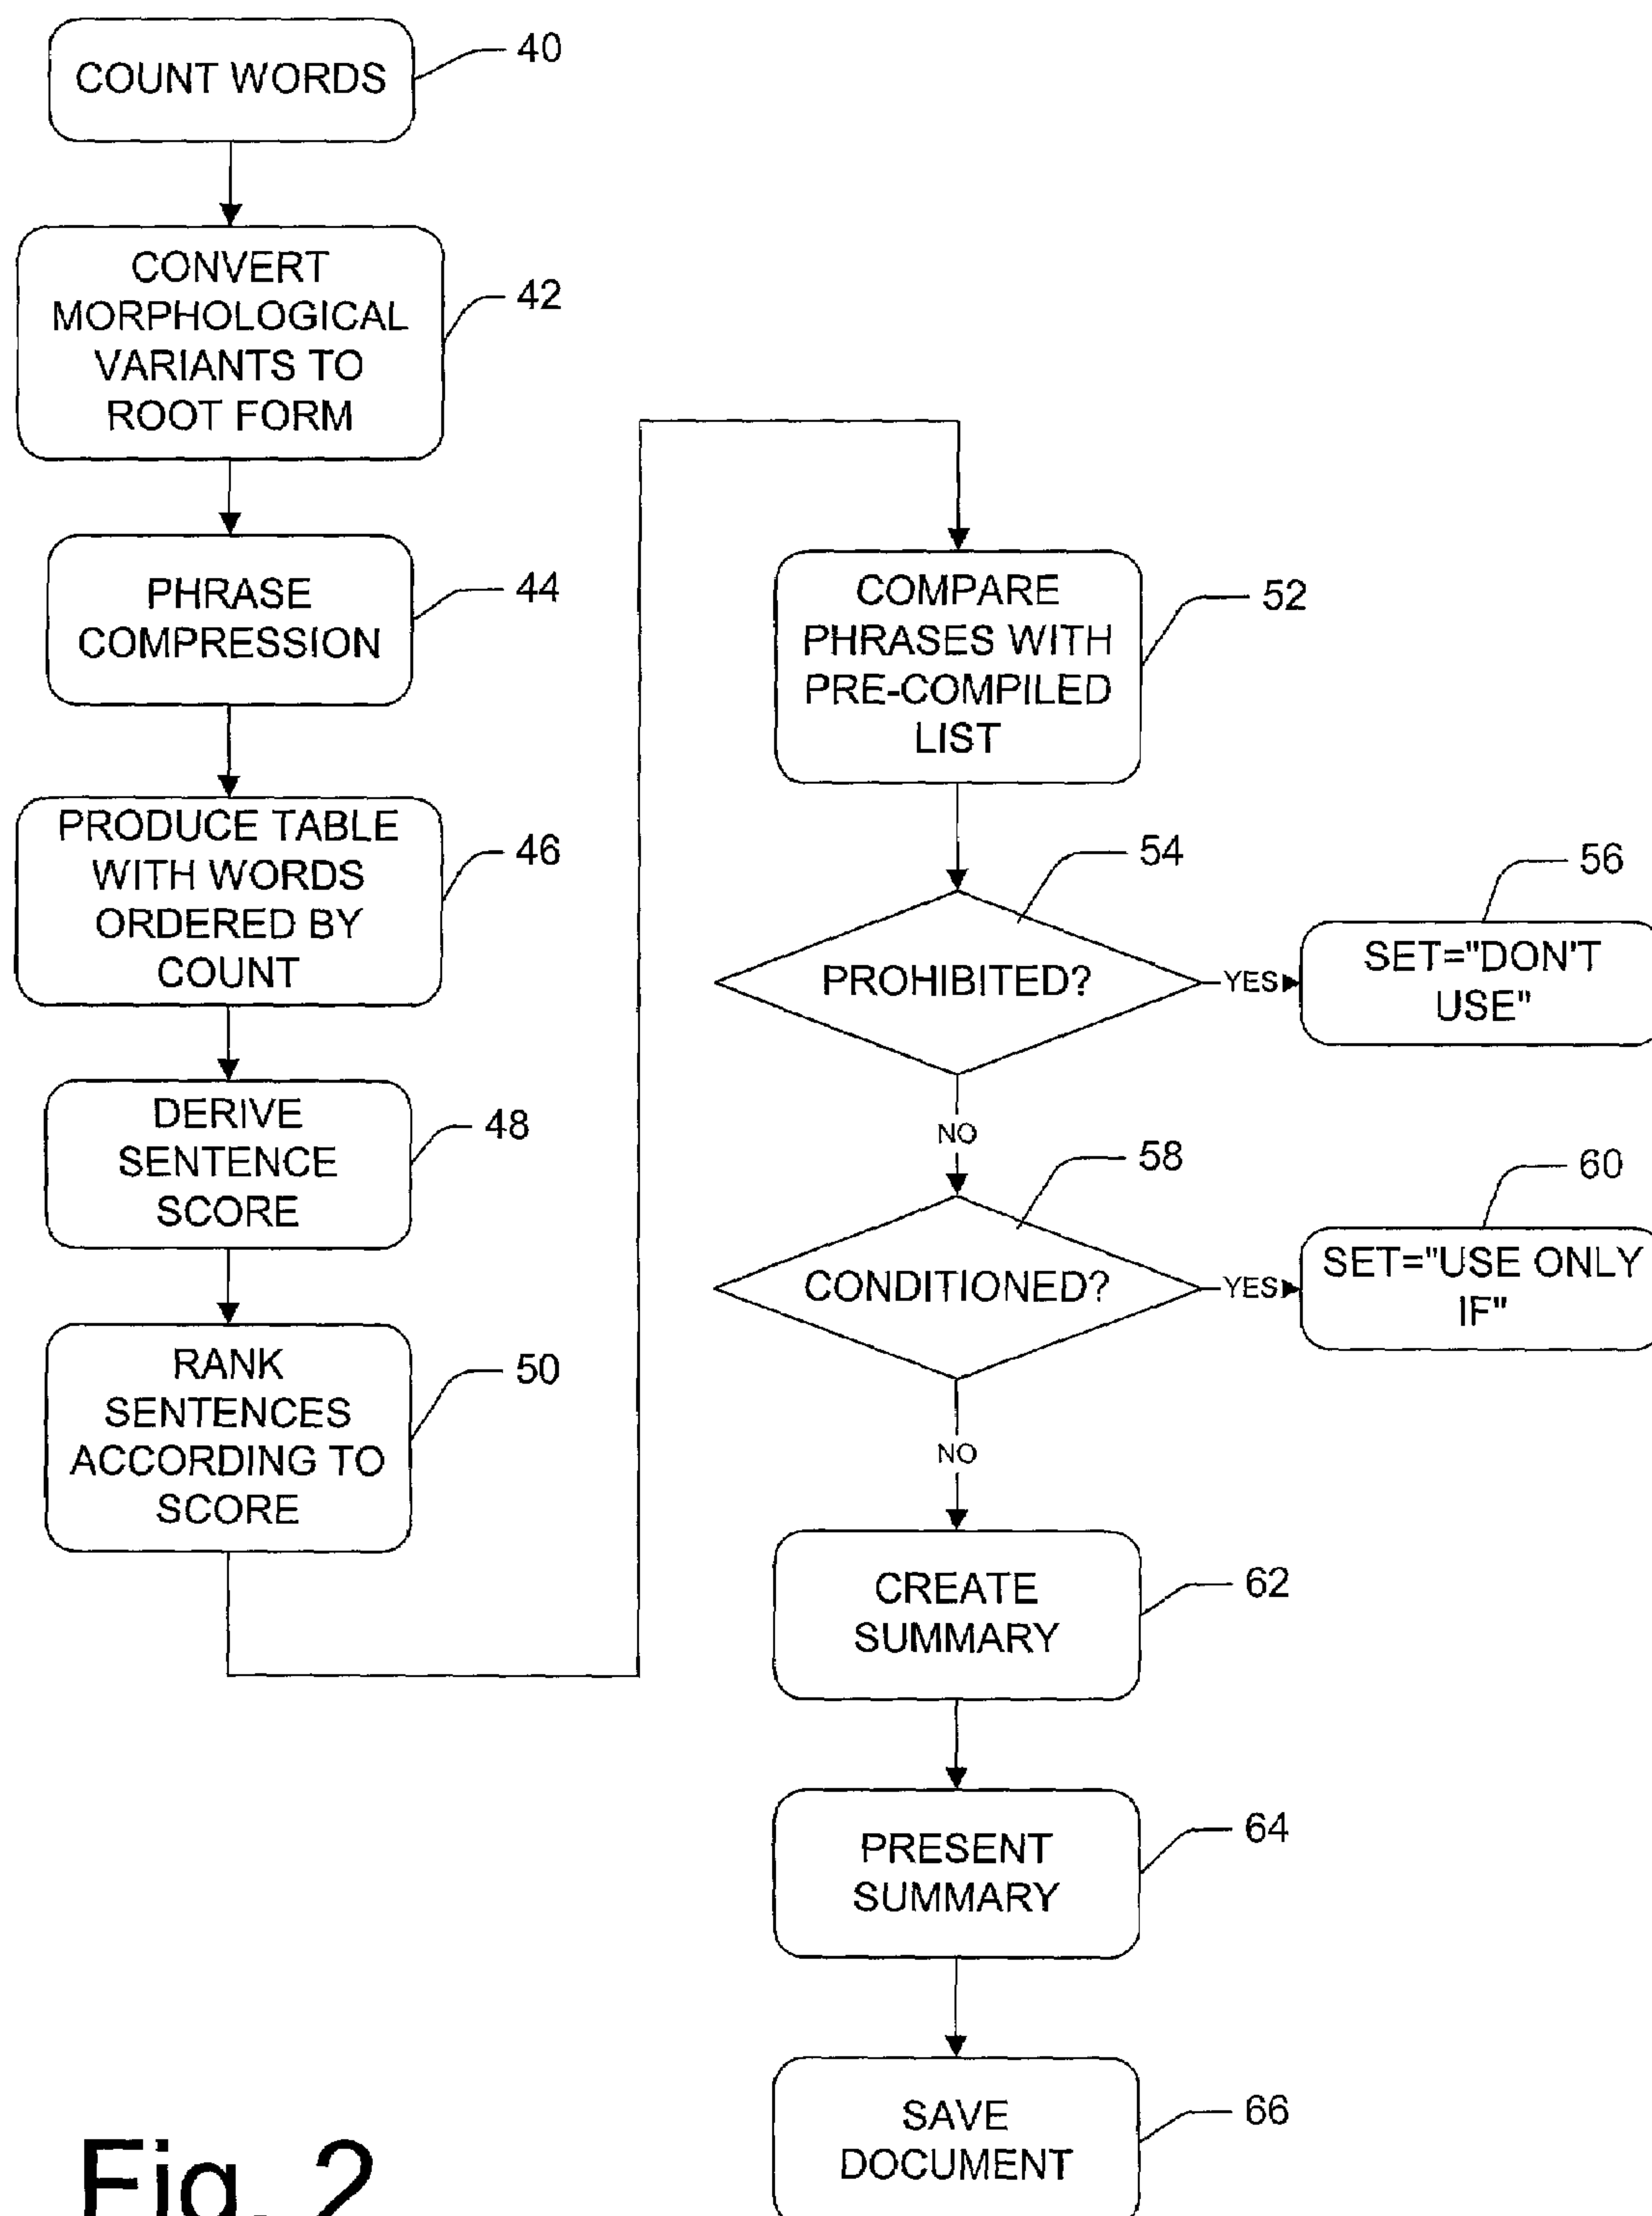 COUNT WORDS
40
CONVERT
MORPHOLOGICAL
VARIANTS TO
ROOT FORM
42
PHRASE
COMPRESSION
44
PRODUCE TABLE
WITH WORDS
ORDERED BY
COUNT
46
DERIVE
SENTENCE
SCORE
48
RANK
SENTENCES
ACCORDING TO
SCORE
50
COMPARE
PHRASES WITH
PRE-COMPILED
LIST
52
PROHIBITED?
54
YES
SET="DON'T
USE"
56
NO
CONDITIONED?
58
YES
SET="USE ONLY
IF"
60
NO
CREATE
SUMMARY
62
PRESENT
SUMMARY
64
SAVE
DOCUMENT
66
Fig. 2